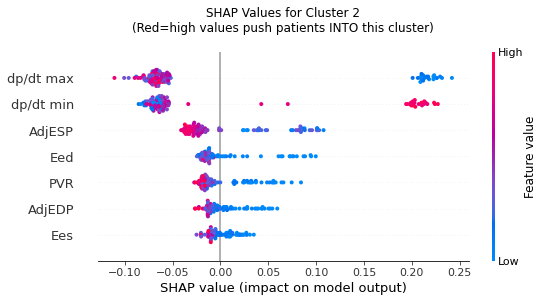 SHAP Values for Cluster 2
(Red=high values push patients INTO this cluster)
High
dp/dt max
dp/dt min
AdjESP
Eed
PVR
AdjEDP
Ees
Feature value
Low
−0.10 −0.05 0.00 0.05 0.10 0.15 0.20 0.25
SHAP value (impact on model output)